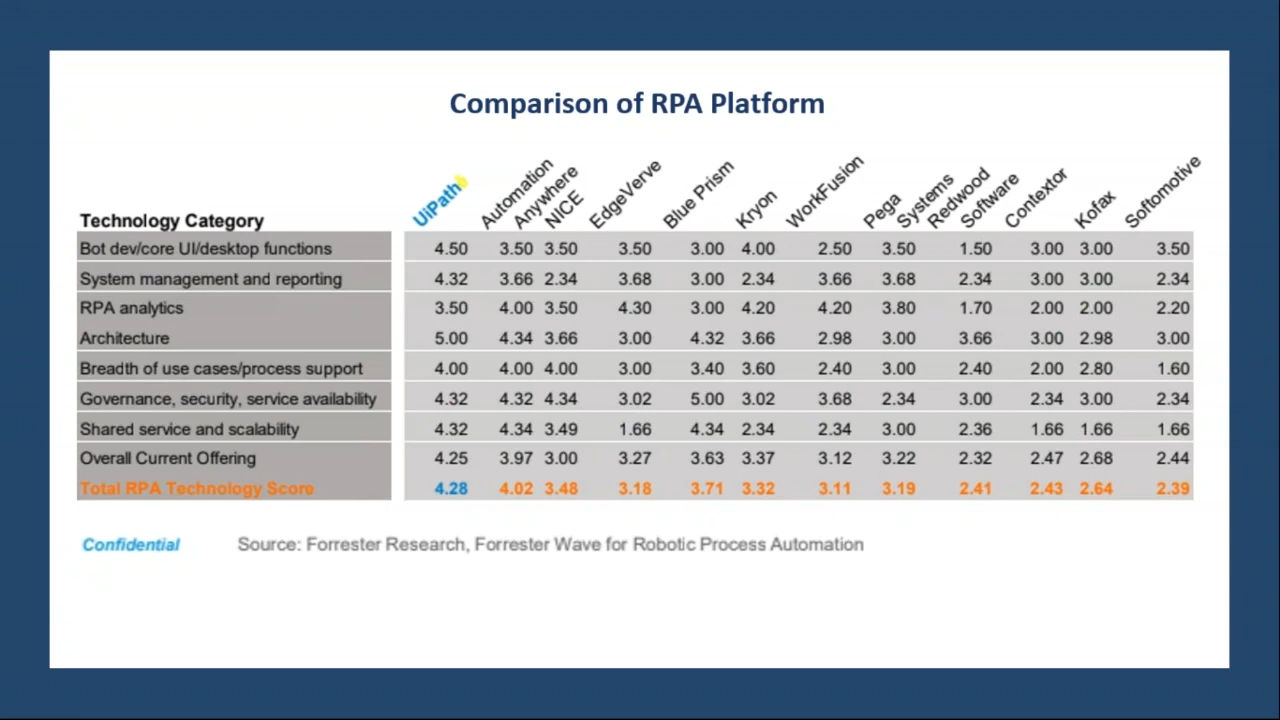 Comparison of RPA Platform
Technology Category UiPath Automation Anywhere NICE EdgeVerve Blue Prism Kryon WorkFusion Pega Systems Redwood Software Contextor Kofax Softomotive
Bot dev/core UI/desktop functions 4.50 3.50 3.50 3.50 3.00 4.00 2.50 3.50 1.50 3.00 3.00 3.50
System management and reporting 4.32 3.66 2.34 3.68 3.00 2.34 3.66 3.68 2.34 3.00 3.00 2.34
RPA analytics 3.50 4.00 3.50 4.30 3.00 4.20 4.20 3.80 1.70 2.00 2.00 2.20
Architecture 5.00 4.34 3.66 3.00 4.32 3.66 2.98 3.00 3.66 3.00 2.98 3.00
Breadth of use cases/process support 4.00 4.00 4.00 3.00 3.40 3.60 2.40 3.00 2.40 2.00 2.80 1.60
Governance, security, service availability 4.32 4.32 4.34 3.02 5.00 3.02 3.68 2.34 3.00 2.34 3.00 2.34
Shared service and scalability 4.32 4.34 3.49 1.66 4.34 2.34 2.34 3.00 2.36 1.66 1.66 1.66
Overall Current Offering 4.25 3.97 3.00 3.27 3.63 3.37 3.12 3.22 2.32 2.47 2.68 2.44
Total RPA Technology Score 4.28 4.02 3.48 3.18 3.71 3.32 3.11 3.19 2.41 2.43 2.64 2.39
Confidential Source: Forrester Research, Forrester Wave for Robotic Process Automation